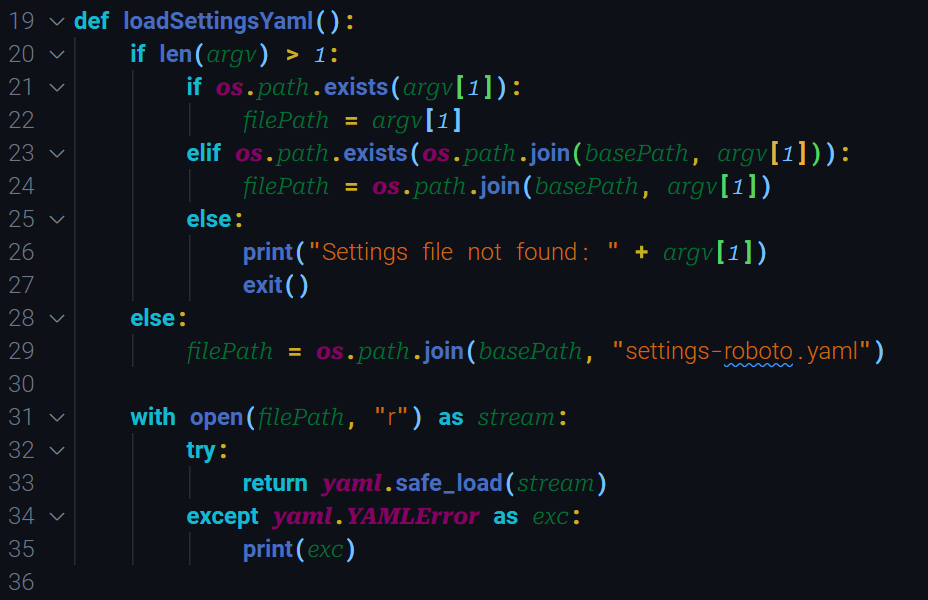 19 def loadSettingsYaml():
20     if len(argv) > 1:
21         if os.path.exists(argv[1]):
22             filePath = argv[1]
23         elif os.path.exists(os.path.join(basePath, argv[1])):
24             filePath = os.path.join(basePath, argv[1])
25         else:
26             print("Settings file not found: " + argv[1])
27             exit()
28     else:
29         filePath = os.path.join(basePath, "settings-roboto.yaml")
30
31     with open(filePath, "r") as stream:
32         try:
33             return yaml.safe_load(stream)
34         except yaml.YAMLError as exc:
35             print(exc)
36